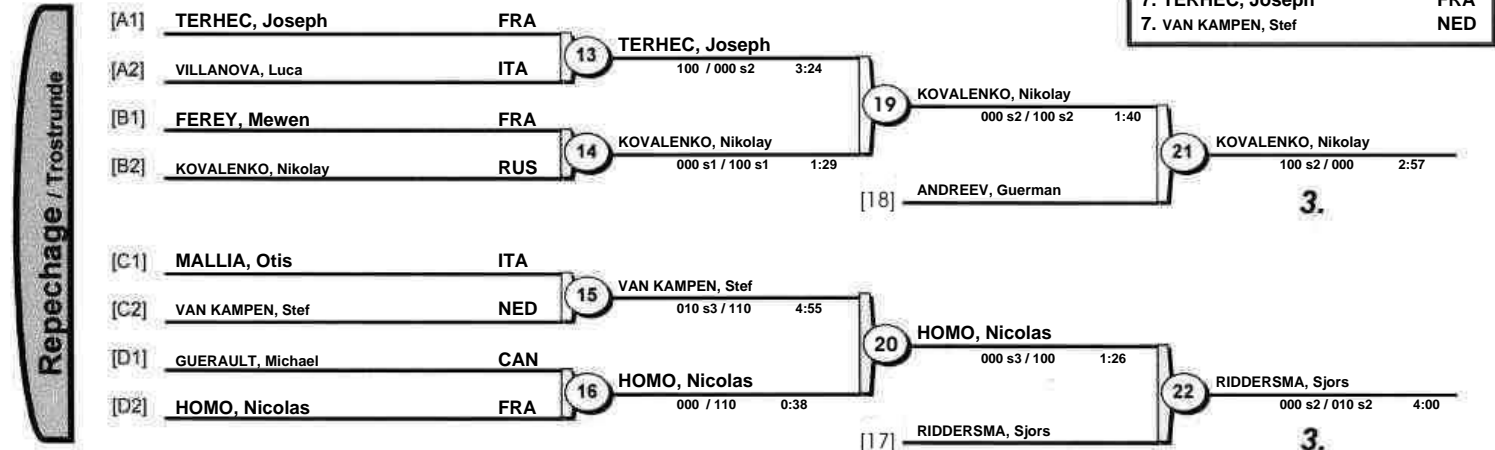 7. TERHEC, Joseph FRA
7. VAN KAMPEN, Stef NED
Repechage / Trostrunde
[A1] TERHEC, Joseph FRA
[A2] VILLANOVA, Luca ITA
13 TERHEC, Joseph
100 / 000 s2 3:24
[B1] FEREY, Mewen FRA
[B2] KOVALENKO, Nikolay RUS
14 KOVALENKO, Nikolay
000 s1 / 100 s1 1:29
19 KOVALENKO, Nikolay
000 s2 / 100 s2 1:40
[18] ANDREEV, Guerman
21 KOVALENKO, Nikolay
100 s2 / 000 2:57
3.
[C1] MALLIA, Otis ITA
[C2] VAN KAMPEN, Stef NED
15 VAN KAMPEN, Stef
010 s3 / 110 4:55
[D1] GUERAULT, Michael CAN
[D2] HOMO, Nicolas FRA
16 HOMO, Nicolas
000 / 110 0:38
20 HOMO, Nicolas
000 s3 / 100 1:26
[17] RIDDERSMA, Sjors
22 RIDDERSMA, Sjors
000 s2 / 010 s2 4:00
3.